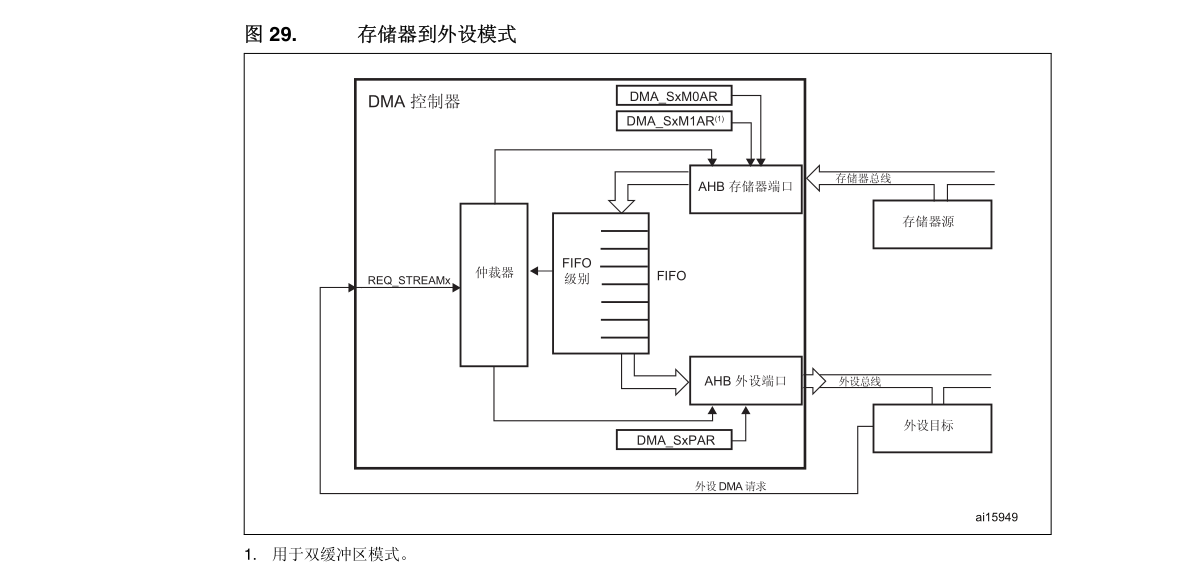 图 29. 存储器到外设模式
DMA 控制器
DMA_SxM0AR
DMA_SxM1AR(1)
AHB 存储器端口
存储器总线
存储器源
仲裁器
FIFO
级别
FIFO
REQ_STREAMx
AHB 外设端口
外设总线
外设目标
DMA_SxPAR
外设 DMA 请求
ai15949
1. 用于双缓冲区模式。